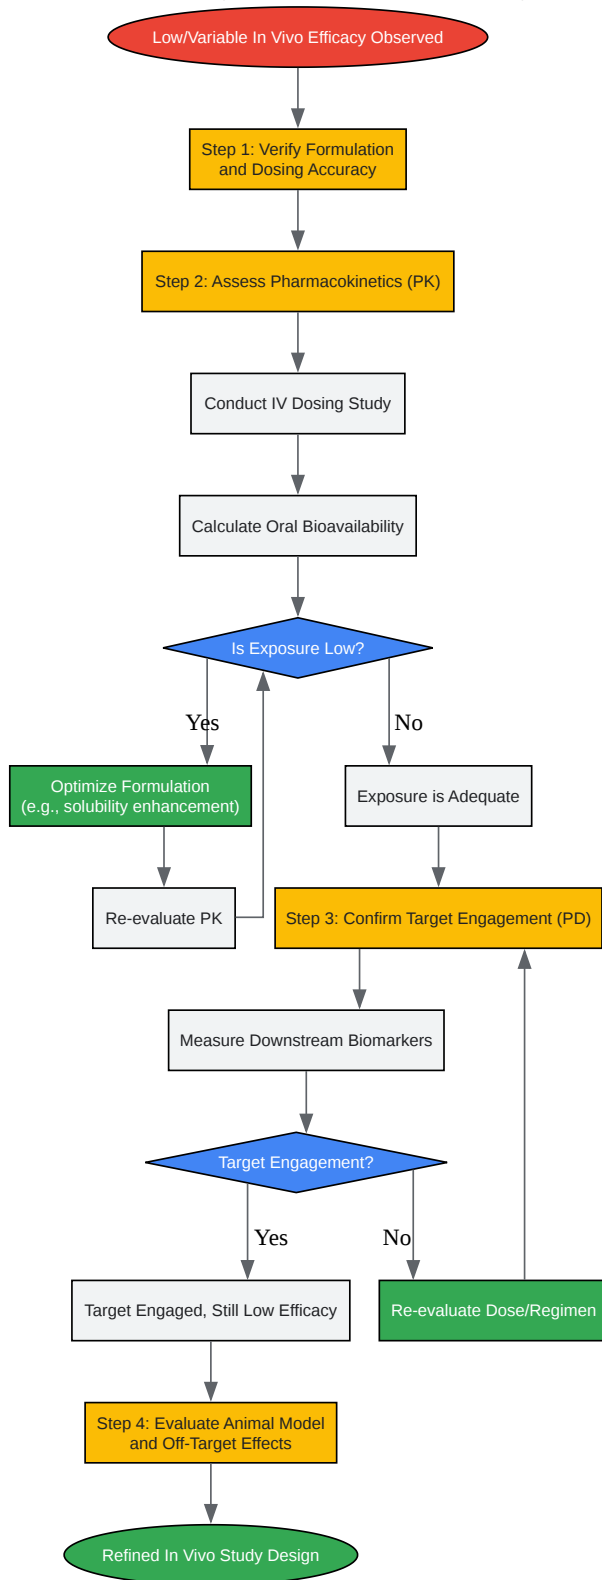 Low/Variable In Vivo Efficacy Observed
Step 1: Verify Formulation
and Dosing Accuracy
Step 2: Assess Pharmacokinetics (PK)
Conduct IV Dosing Study
Calculate Oral Bioavailability
Is Exposure Low?
Yes
No
Optimize Formulation
(e.g., solubility enhancement)
Exposure is Adequate
Re-evaluate PK
Step 3: Confirm Target Engagement (PD)
Measure Downstream Biomarkers
Target Engagement?
Yes
No
Target Engaged, Still Low Efficacy
Re-evaluate Dose/Regimen
Step 4: Evaluate Animal Model
and Off-Target Effects
Refined In Vivo Study Design